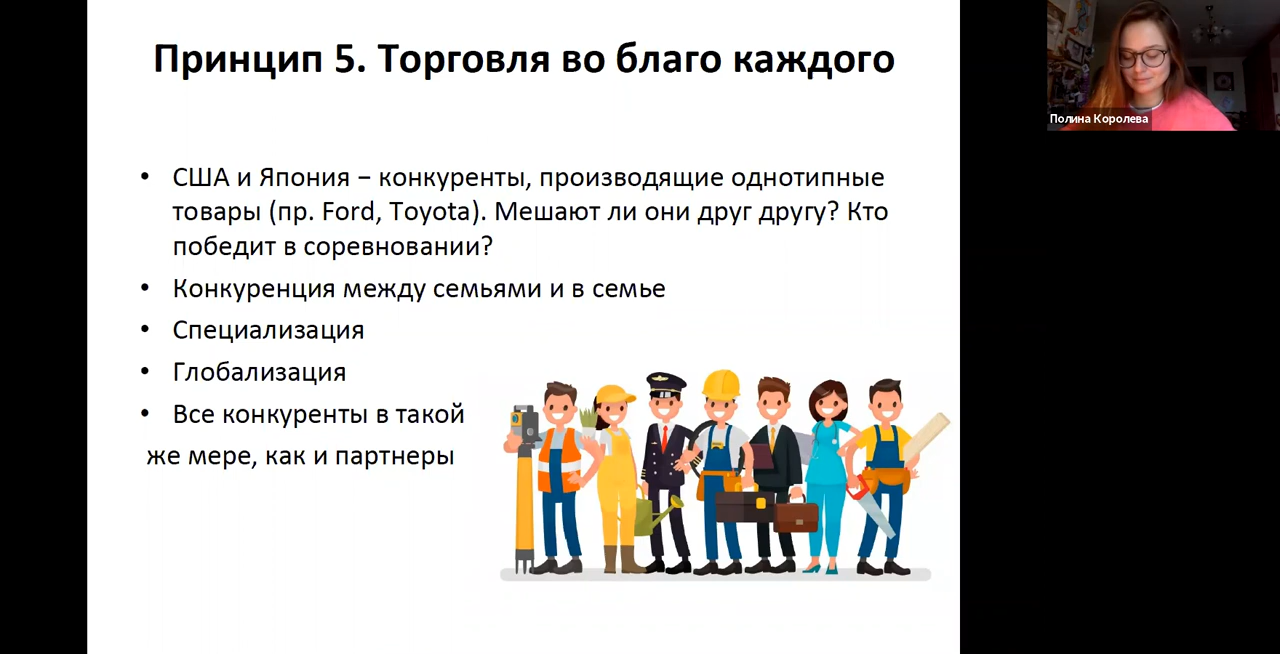 Принцип 5. Торговля во благо каждого
Полина Королева
• США и Япония – конкуренты, производящие однотипные
товары (пр. Ford, Toyota). Мешают ли они друг другу? Кто
победит в соревновании?
• Конкуренция между семьями и в семье
• Специализация
• Глобализация
• Все конкуренты в такой
же мере, как и партнеры